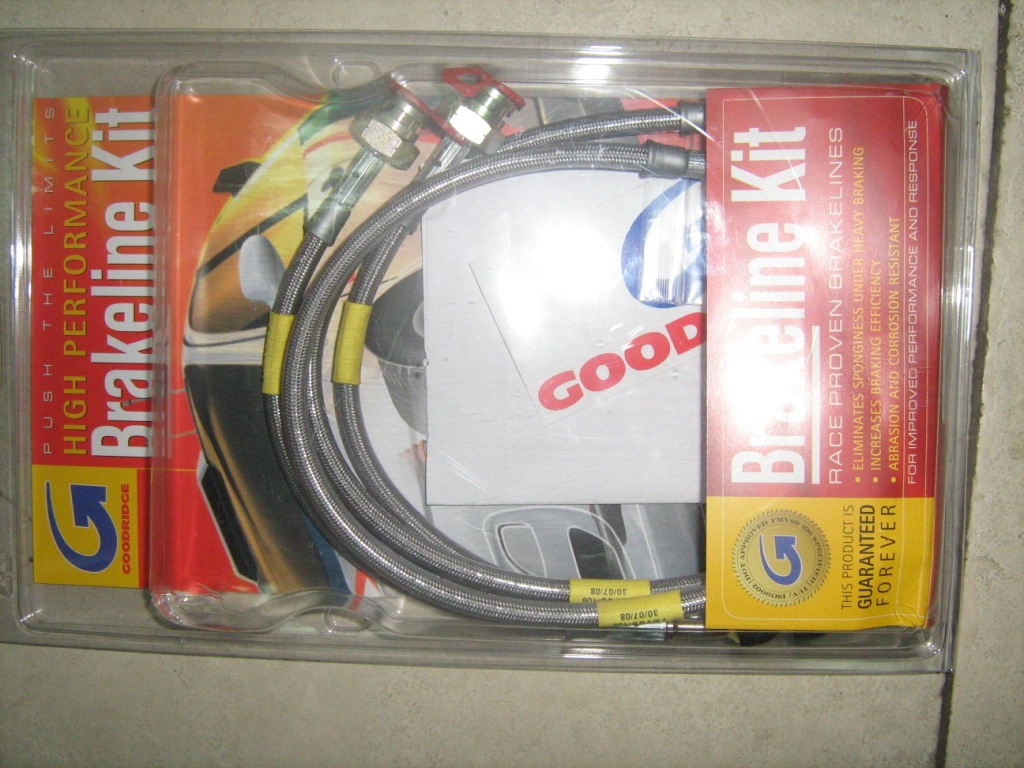 PUSH THE LIMITS
HIGH PERFORMANCE
Brakeline Kit
GOODRIDGE
GOOD
30/07/08
30/07/08
Brakeline Kit
RACE PROVEN BRAKELINES
• ELIMINATES SPONGINESS UNDER HEAVY BRAKING
• INCREASES BRAKING EFFICIENCY
• ABRASION AND CORROSION RESISTANT
FOR IMPROVED PERFORMANCE AND RESPONSE
THIS PRODUCT IS
GUARANTEED
FOREVER